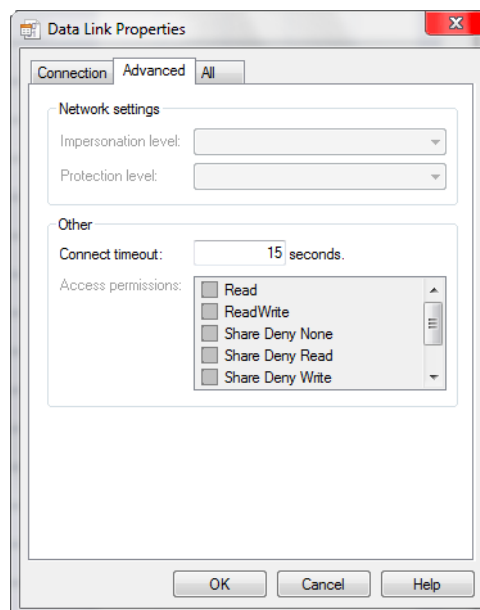 Data Link Properties
Connection Advanced All
Network settings
Impersonation level:
Protection level:
Other
Connect timeout: 15 seconds.
Access permissions: Read
ReadWrite
Share Deny None
Share Deny Read
Share Deny Write
OK Cancel Help